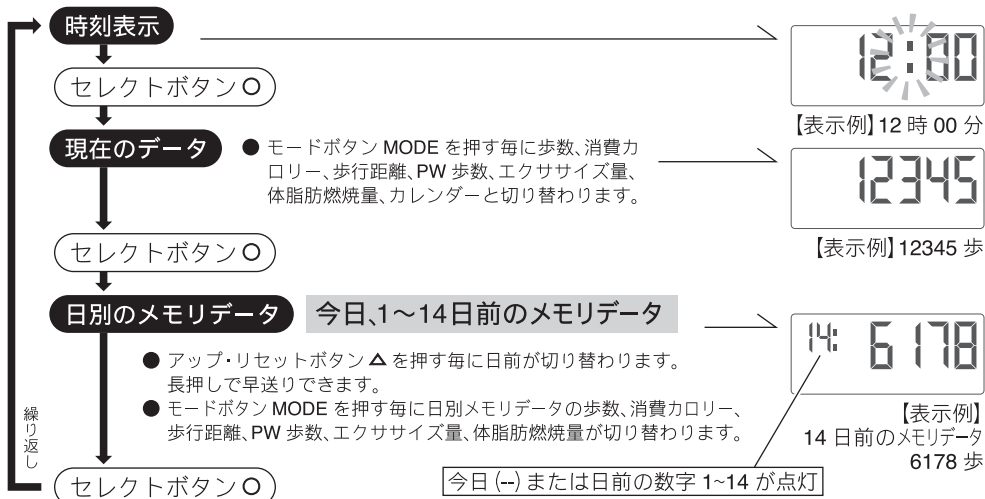 時刻表示
12:00
セレクトボタン
【表示例】12 時 00 分
現在のデータ
● モードボタン MODE を押す毎に歩数、消費カ
ロリー、歩行距離、PW 歩数、エクササイズ量、
体脂肪燃焼量、カレンダーと切り替わります。
12345
【表示例】12345 歩
セレクトボタン
日別のメモリデータ
今日、1〜14日前のメモリデータ
14: 6178
● アップ・リセットボタン △ を押す毎に日前が切り替わります。
長押しで早送りできます。
● モードボタン MODE を押す毎に日別メモリデータの歩数、消費カロリー、
歩行距離、PW 歩数、エクササイズ量、体脂肪燃焼量が切り替わります。
【表示例】
14 日前のメモリデータ
6178 歩
繰り返し
今日 (--) または日前の数字 1~14 が点灯
セレクトボタン